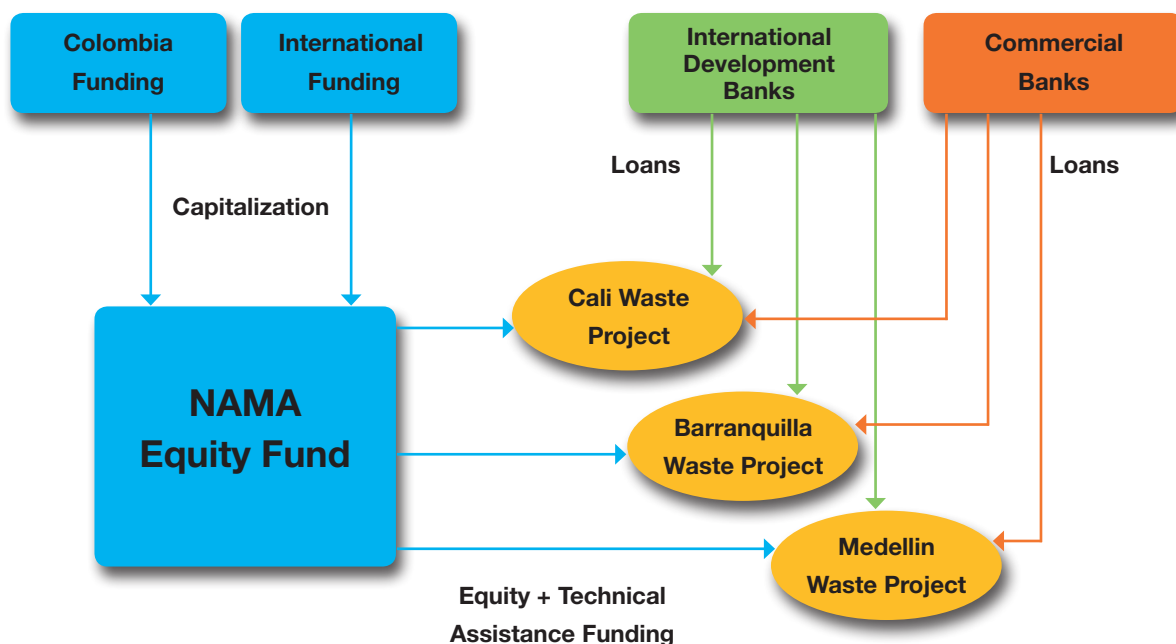 Colombia
Funding
International
Funding
International
Development
Banks
Commercial
Banks
Loans
Loans
Capitalization
Cali Waste
Project
NAMA
Equity Fund
Barranquilla
Waste Project
Medellin
Waste Project
Equity + Technical
Assistance Funding